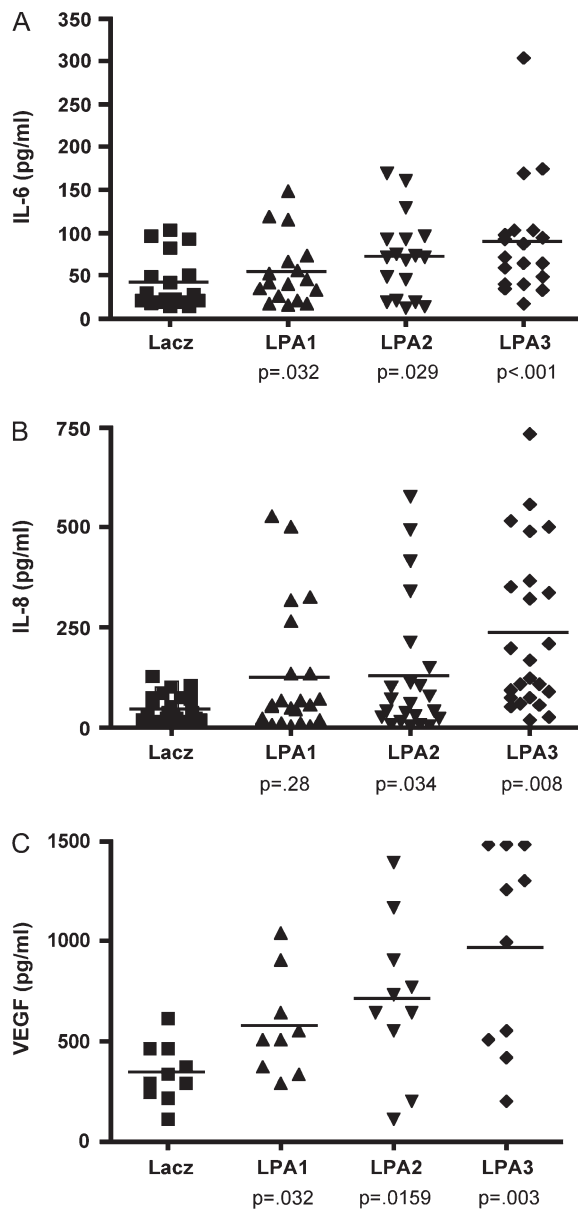 A
IL-6 (pg/ml)
350
300
250
200
150
100
50
0
Lacz LPA1 LPA2 LPA3
p=.032 p=.029 p<.001
B
IL-8 (pg/ml)
750
500
250
0
Lacz LPA1 LPA2 LPA3
p=.28 p=.034 p=.008
C
VEGF (pg/ml)
1500
1000
500
0
Lacz LPA1 LPA2 LPA3
p=.032 p=.0159 p=.003